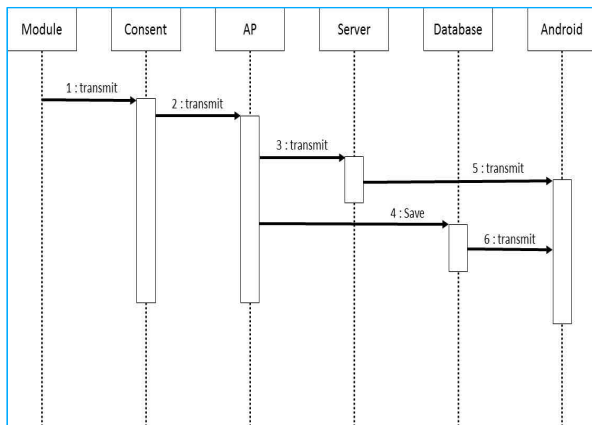 Module
Consent
AP
Server
Database
Android
1 : transmit
2 : transmit
3 : transmit
5 : transmit
4 : Save
6 : transmit